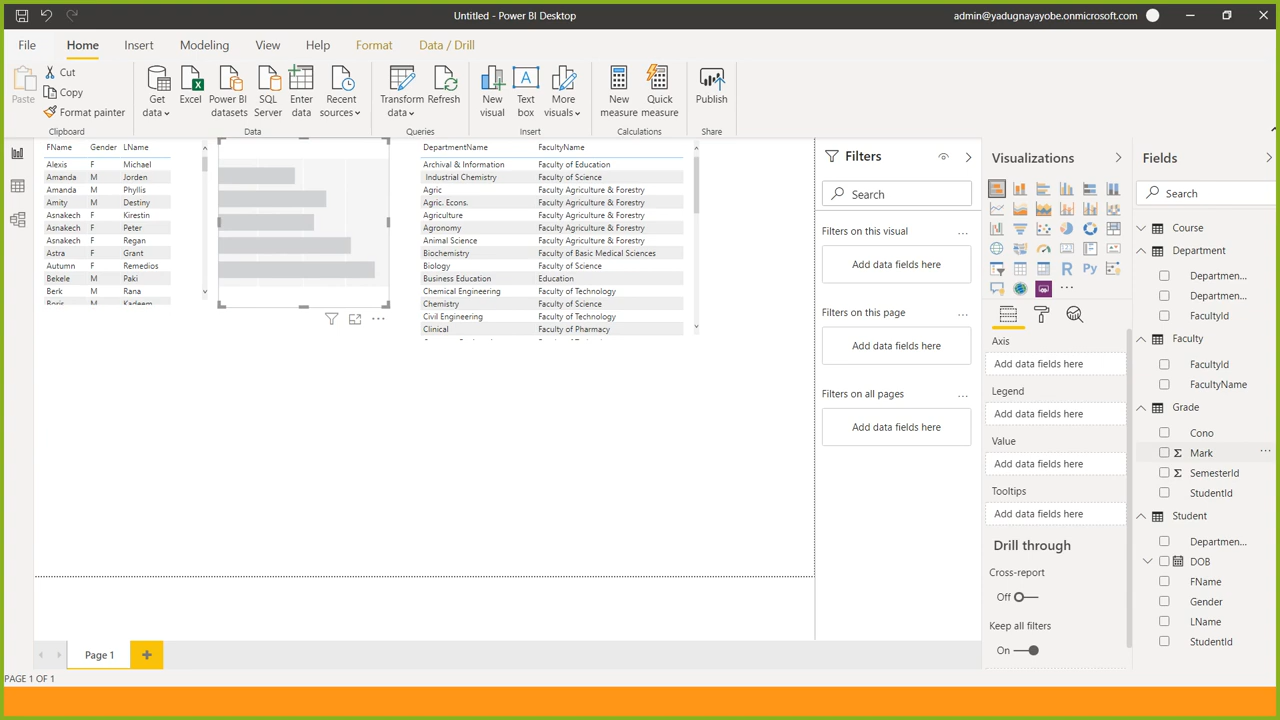 Untitled - Power BI Desktop
admin@yadugnayayobe.onmicrosoft.com
File Home Insert Modeling View Help Format Data / Drill
Paste
Cut
Copy
Format painter
Clipboard
Get data
Excel
Power BI datasets
SQL Server
Enter data
Recent sources
Data
Transform data
Refresh
Queries
New visual
Text box
More visuals
Insert
New measure
Quick measure
Calculations
Publish
Share
FName Gender LName
Alexis F Michael
Amanda M Jorden
Amanda M Phyllis
Amity M Destiny
Asnakech F Kirestin
Asnakech F Peter
Asnakech F Regan
Astra F Grant
Autumn F Remedios
Bekele M Paki
Berk M Rana
Boris M Kadeem
DepartmentName FacultyName
Archival & Information Faculty of Education
Industrial Chemistry Faculty of Science
Agric Faculty Agriculture & Forestry
Agric. Econs. Faculty Agriculture & Forestry
Agriculture Faculty Agriculture & Forestry
Agronomy Faculty Agriculture & Forestry
Animal Science Faculty Agriculture & Forestry
Biochemistry Faculty of Basic Medical Sciences
Biology Faculty of Science
Business Education Education
Chemical Engineering Faculty of Technology
Chemistry Faculty of Science
Civil Engineering Faculty of Technology
Clinical Faculty of Pharmacy
Filters
Search
Filters on this visual ...
Add data fields here
Filters on this page ...
Add data fields here
Filters on all pages ...
Add data fields here
Visualizations
R Py
Axis
Add data fields here
Legend
Add data fields here
Value
Add data fields here
Tooltips
Add data fields here
Drill through
Cross-report
Off
Keep all filters
On
Fields
Search
Course
Department
Departmen...
Departmen...
FacultyId
Faculty
FacultyId
FacultyName
Grade
Cono
Σ Mark ...
Σ SemesterId
StudentId
Student
Departmen...
DOB
FName
Gender
LName
StudentId
Page 1
PAGE 1 OF 1